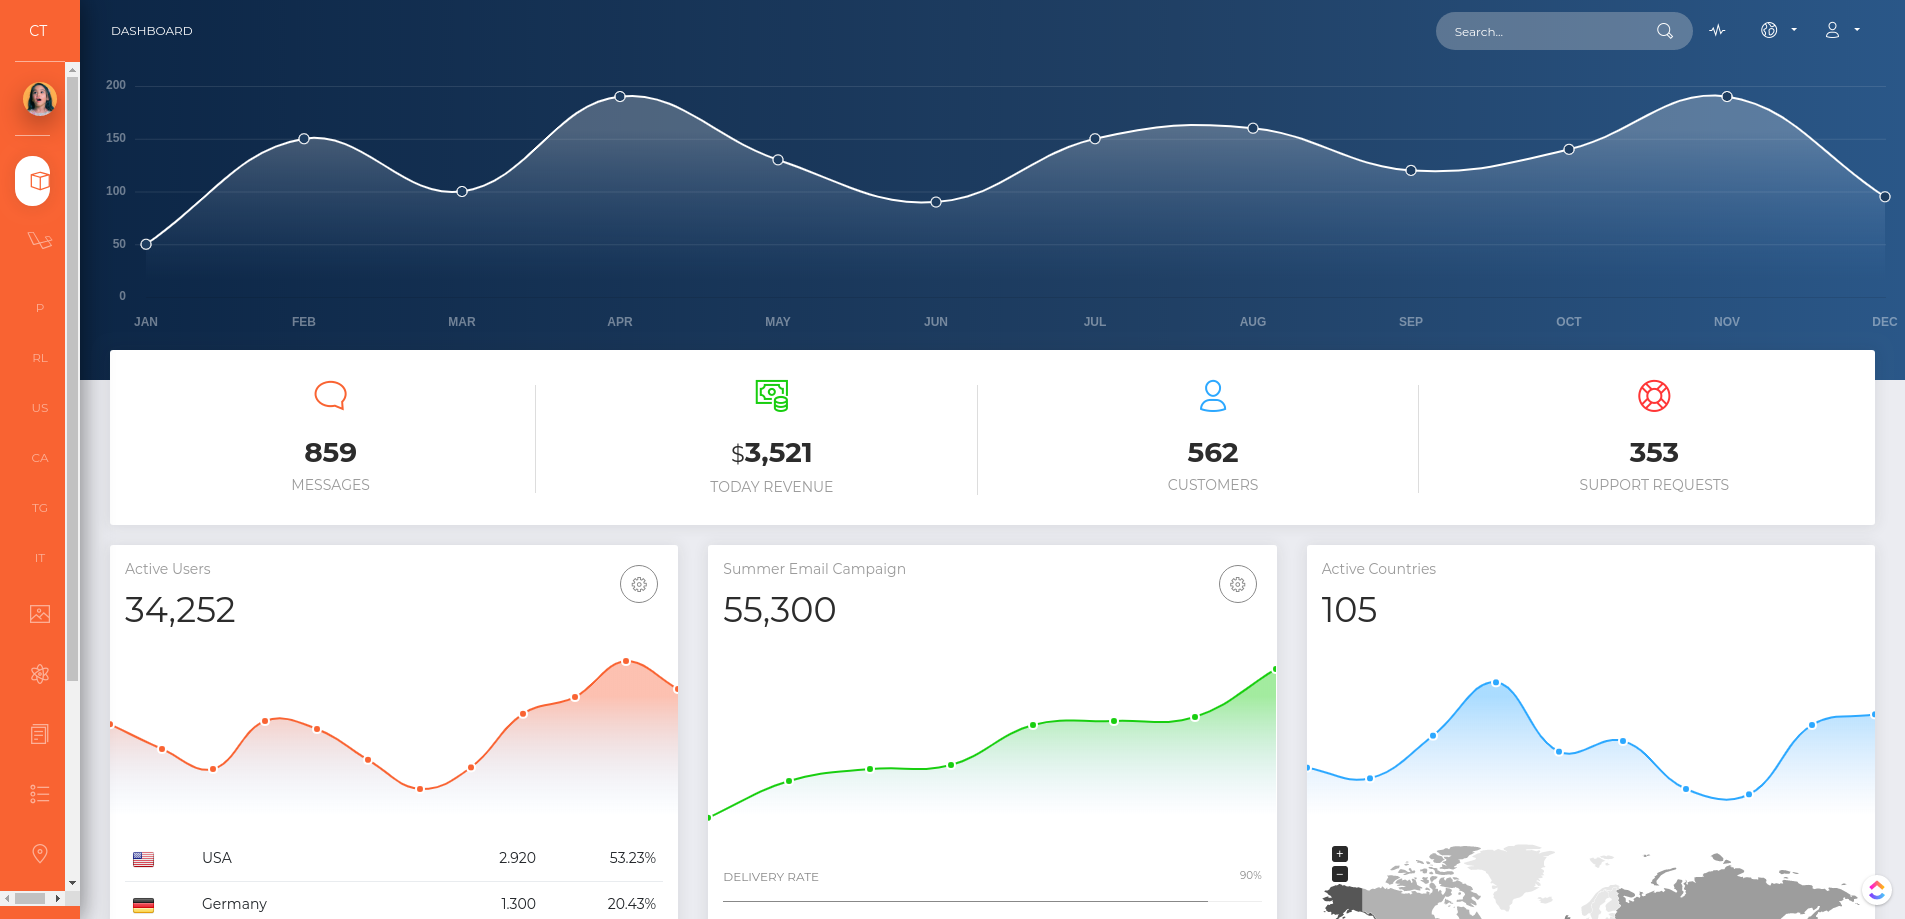 CT
DASHBOARD
Search...
200
150
100
50
0
JAN FEB MAR APR MAY JUN JUL AUG SEP OCT NOV DEC
P
RL
US
CA
TG
IT
859
MESSAGES
$3,521
TODAY REVENUE
562
CUSTOMERS
353
SUPPORT REQUESTS
Active Users
34,252
USA 2.920 53.23%
Germany 1.300 20.43%
Summer Email Campaign
55,300
DELIVERY RATE 90%
Active Countries
105
+
−